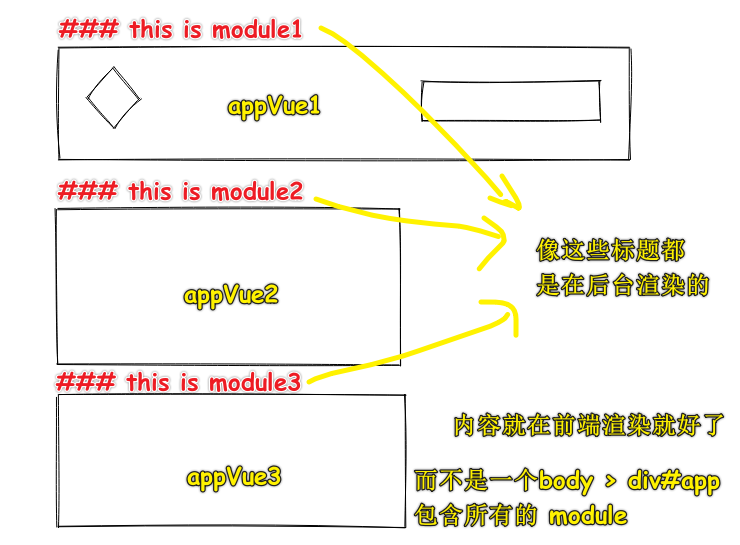 ### this is module1
appVue1
### this is module2
像这些标题都
是在后台渲染的
appVue2
### this is module3
内容就在前端渲染就好了
appVue3
而不是一个body > div#app
包含所有的 module